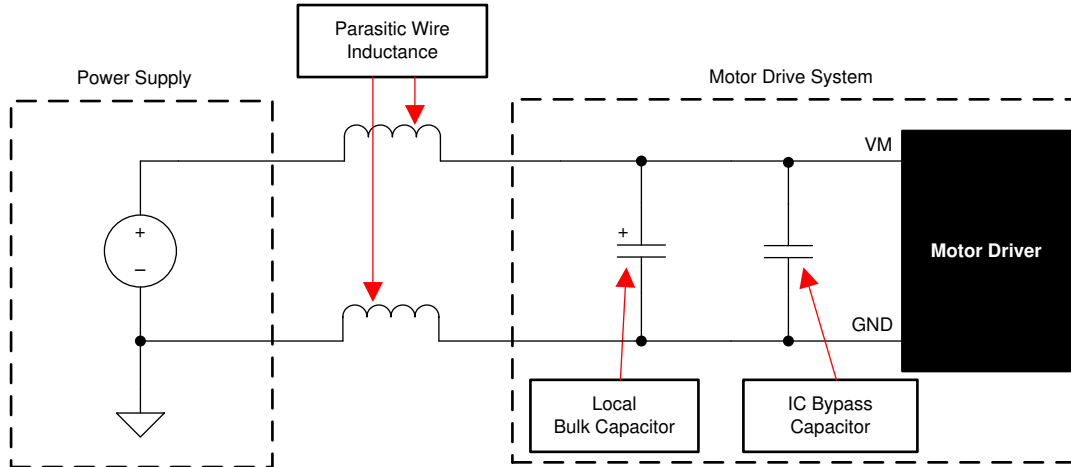 Parasitic Wire
Inductance
Power Supply
Motor Drive System
VM
+
−
+
Motor Driver
GND
Local
Bulk Capacitor
IC Bypass
Capacitor